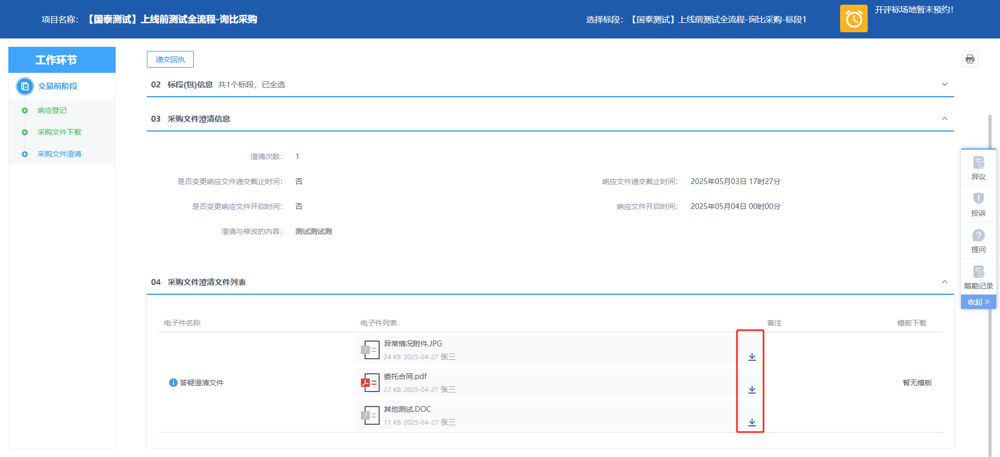 项目名称：【国泰测试】上线前测试全流程-询比采购
选择标段：【国泰测试】上线前测试全流程-询比采购-标段1
开评标场地暂未预约!
工作环节
交易前阶段
响应登记
采购文件下载
采购文件澄清
递交回执
02 标段(包)信息 共1个标段，已全选
03 采购文件澄清信息
澄清次数： 1
是否变更响应文件递交截止时间： 否
响应文件递交截止时间： 2025年05月03日 17时27分
是否变更响应文件开启时间： 否
响应文件开启时间： 2025年05月04日 00时00分
澄清与修改的内容： 测试测试测
04 采购文件澄清文件列表
电子件名称 电子件列表 备注 模板下载
答疑澄清文件
异常情况附件.JPG
24 KB 2025-04-27 张三
委托合同.pdf
27 KB 2025-04-27 张三
其他测试.DOC
11 KB 2025-04-27 张三
暂无模板
异议
投诉
提问
踏勘记录
收起